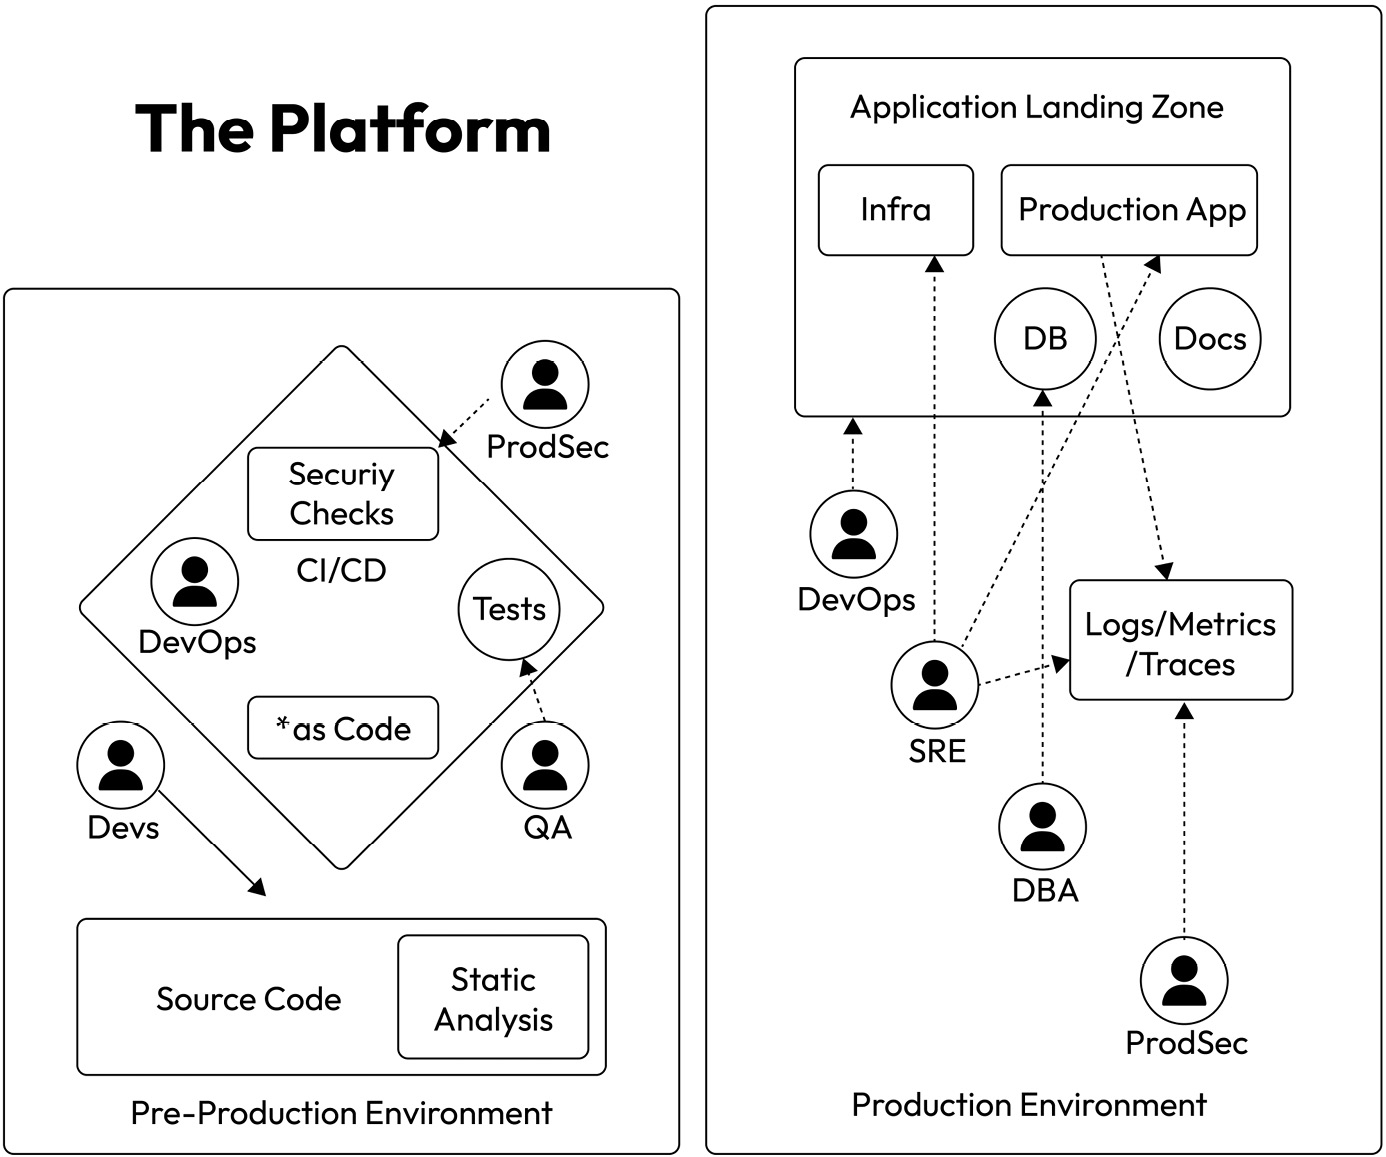 The Platform
ProdSec
Securiy
Checks
CI/CD
DevOps
Tests
*as Code
Devs
QA
Source Code
Static
Analysis
Pre-Production Environment
Application Landing Zone
Infra
Production App
DB
Docs
DevOps
Logs/Metrics
/Traces
SRE
DBA
ProdSec
Production Environment